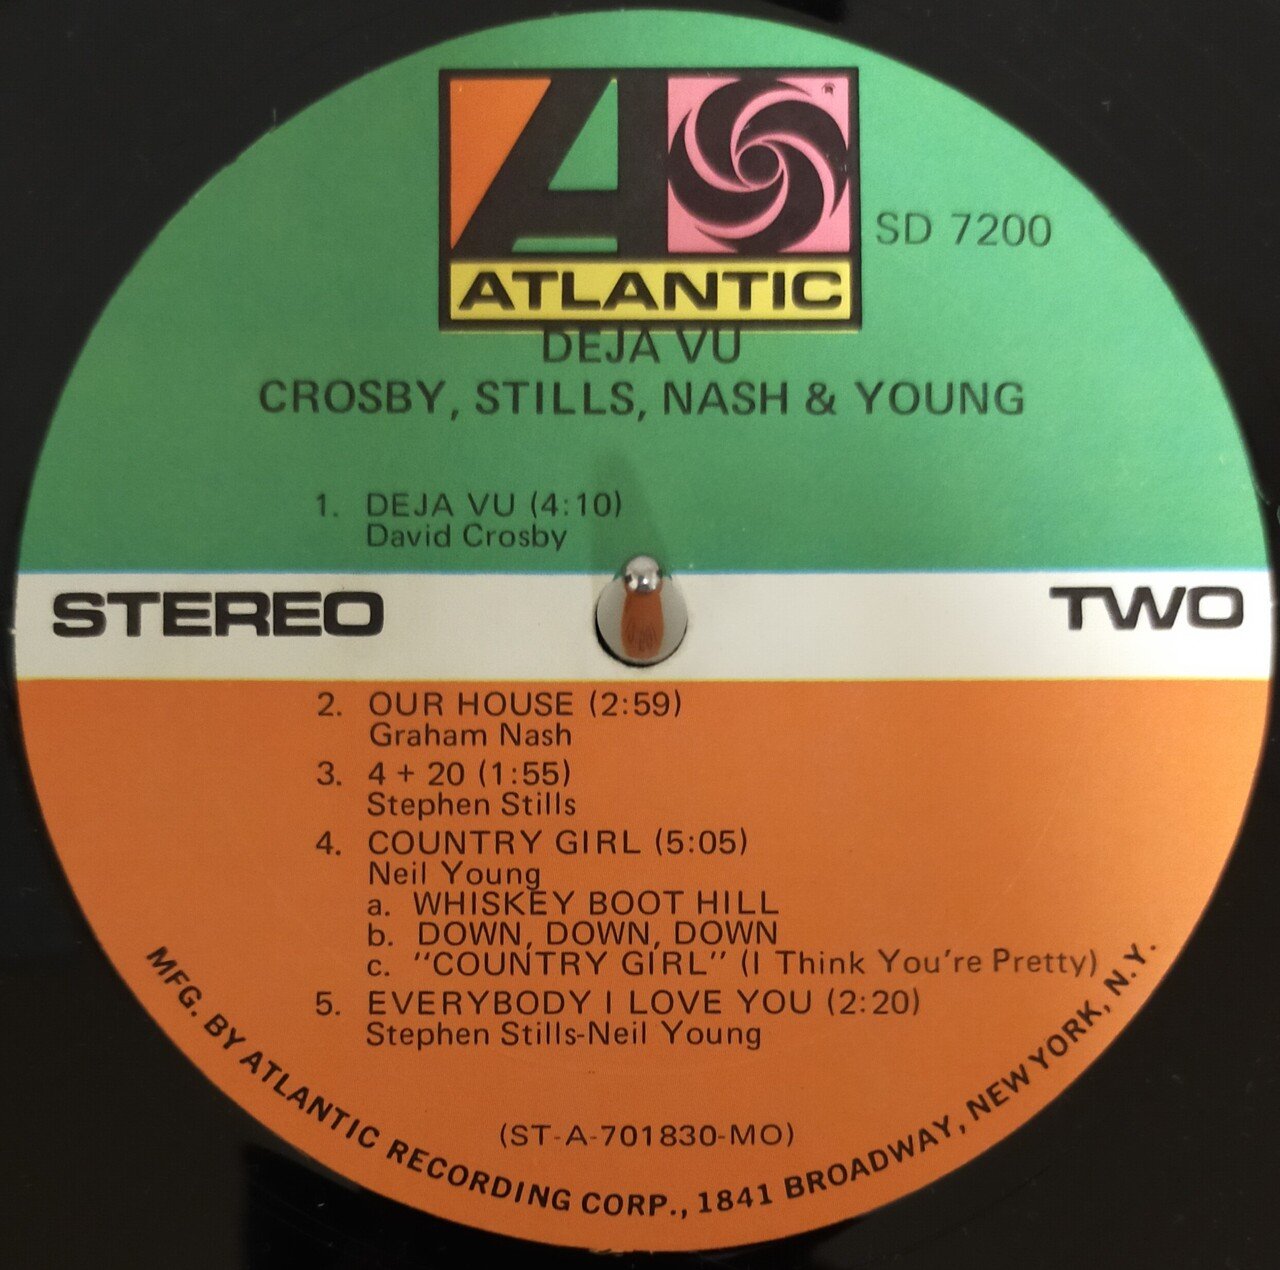 SD 7200
ATLANTIC
DEJA VU
CROSBY, STILLS, NASH & YOUNG
1. DEJA VU (4:10)
David Crosby
STEREO
TWO
2. OUR HOUSE (2:59)
Graham Nash
3. 4 + 20 (1:55)
Stephen Stills
4. COUNTRY GIRL (5:05)
Neil Young
a. WHISKEY BOOT HILL
b. DOWN, DOWN, DOWN
c. "COUNTRY GIRL" (I Think You're Pretty)
5. EVERYBODY I LOVE YOU (2:20)
Stephen Stills-Neil Young
(ST-A-701830-MO)
MFG. BY ATLANTIC RECORDING CORP., 1841 BROADWAY, NEW YORK, N.Y.